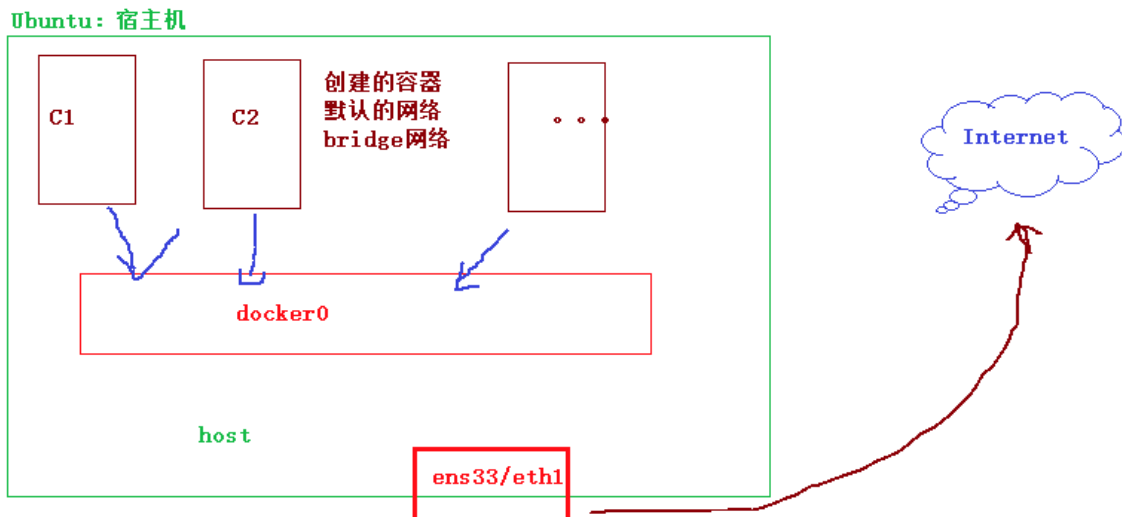 Ubuntu：宿主机
C1
C2
创建的容器
默认的网络
bridge网络
Internet
docker0
host
ens33/eth1